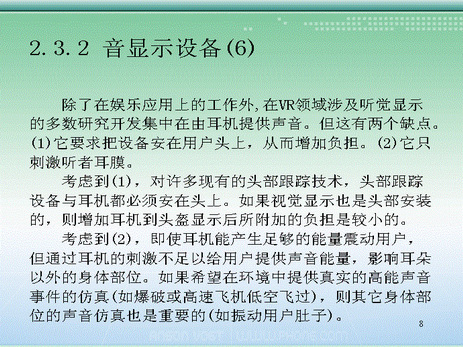 2.3.2 音显示设备(6)
除了在娱乐应用上的工作外,在VR领域涉及听觉显示
的多数研究开发集中在由耳机提供声音。但这有两个缺点。
(1)它要求把设备安在用户头上，从而增加负担。(2)它只
刺激听者耳膜。
考虑到(1)，对许多现有的头部跟踪技术，头部跟踪
设备与耳机都必须安在头上。如果视觉显示也是头部安装
的，则增加耳机到头盔显示后所附加的负担是较小的。
考虑到(2)，即使耳机能产生足够的能量震动用户，
但通过耳机的刺激不足以给用户提供声音能量，影响耳朵
以外的身体部位。如果希望在环境中提供真实的高能声音
事件的仿真(如爆破或高速飞机低空飞过)，则其它身体部
位的声音仿真也是重要的(如振动用户肚子)。
8